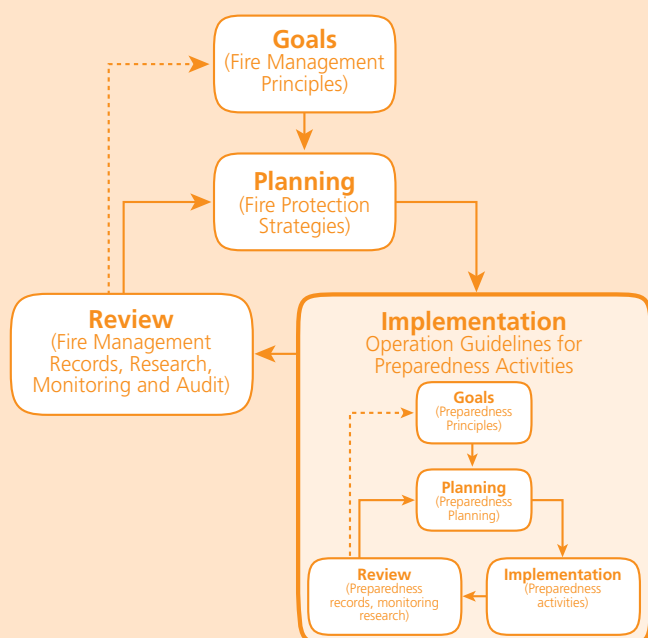 Goals
(Fire Management
Principles)
Planning
(Fire Protection
Strategies)
Review
(Fire Management
Records, Research,
Monitoring and Audit)
Implementation
Operation Guidelines for
Preparedness Activities
Goals
(Preparedness
Principles)
Planning
(Preparedness
Planning)
Review
(Preparedness
records, monitoring
research)
Implementation
(Preparedness
activities)